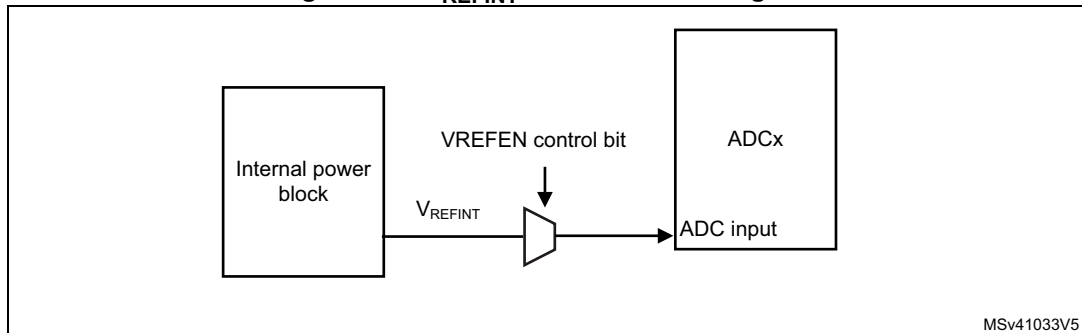 VREFEN control bit
ADCx
Internal power
block
VREFINT
ADC input
MSv41033V5